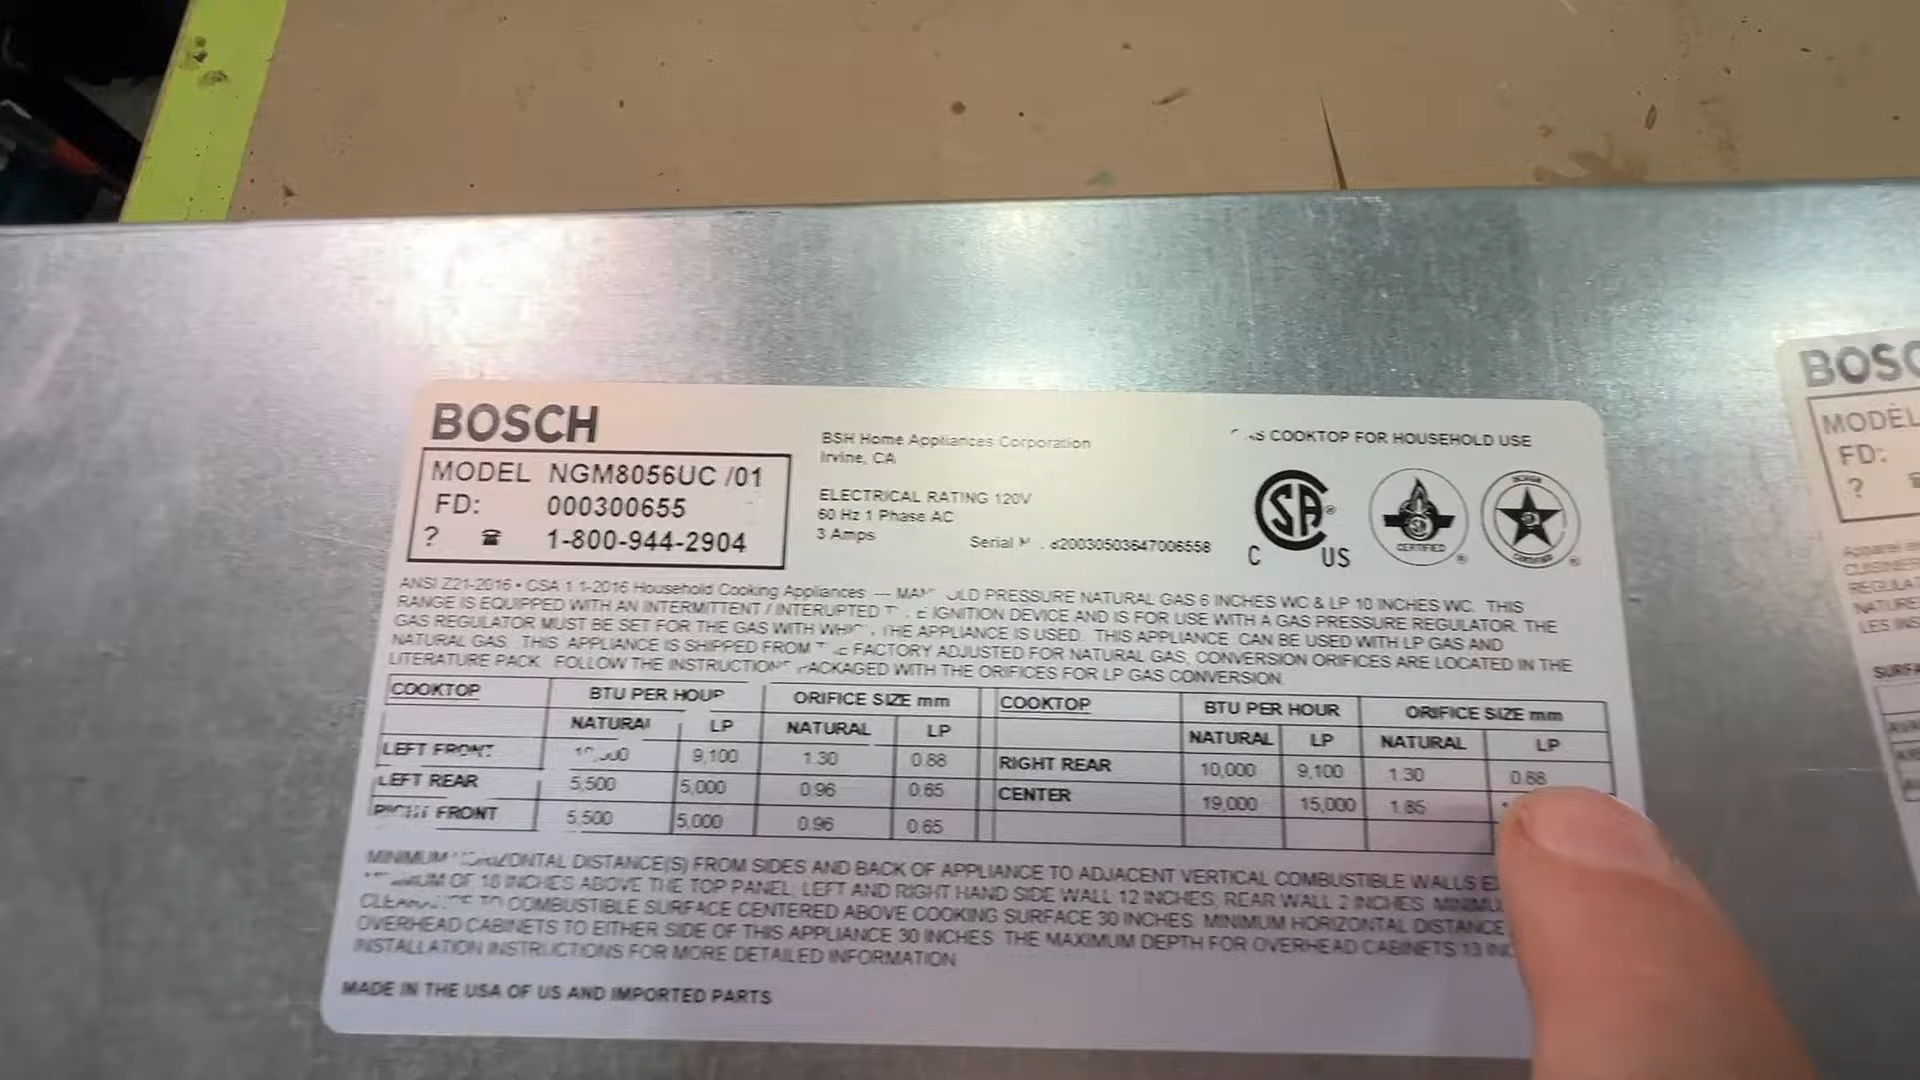 BOSCH
MODEL NGM8056UC /01
FD: 000300655
? ☎ 1-800-944-2904
BSH Home Appliances Corporation
Irvine, CA
ELECTRICAL RATING 120V
60 Hz 1 Phase AC
3 Amps
Serial 20030503647006558
COOKTOP FOR HOUSEHOLD USE
SA
C US
CERTIFIED
DESIGN
CERTIFIED
ANSI Z21-2016 • CSA 1.1-2016 Household Cooking Appliances — PRESSURE NATURAL GAS 6 INCHES WC & LP 10 INCHES WC. THIS
RANGE IS EQUIPPED WITH AN INTERMITTENT / INTERUPTED IGNITION DEVICE AND IS FOR USE WITH A GAS PRESSURE REGULATOR. THE
GAS REGULATOR MUST BE SET FOR THE GAS WITH THE APPLIANCE IS USED. THIS APPLIANCE CAN BE USED WITH LP GAS AND
NATURAL GAS. THIS APPLIANCE IS SHIPPED FROM FACTORY ADJUSTED FOR NATURAL GAS, CONVERSION ORIFICES ARE LOCATED IN THE
LITERATURE PACK. FOLLOW THE INSTRUCTIONS PACKAGED WITH THE ORIFICES FOR LP GAS CONVERSION.
COOKTOP BTU PER HOUR ORIFICE SIZE mm
NATURAL LP NATURAL LP
LEFT FRONT 9,100 1.30 0.88
LEFT REAR 5,500 5,000 0.96 0.65
RIGHT FRONT 5,500 5,000 0.96 0.65
COOKTOP BTU PER HOUR ORIFICE SIZE mm
NATURAL LP NATURAL LP
RIGHT REAR 10,000 9,100 1.30 0.88
CENTER 19,000 15,000 1.85
MINIMUM HORIZONTAL DISTANCE(S) FROM SIDES AND BACK OF APPLIANCE TO ADJACENT VERTICAL COMBUSTIBLE WALLS
OF 18 INCHES ABOVE THE TOP PANEL: LEFT AND RIGHT HAND SIDE WALL 12 INCHES, REAR WALL 2 INCHES. MINIMU
TO COMBUSTIBLE SURFACE CENTERED ABOVE COOKING SURFACE 30 INCHES. MINIMUM HORIZONTAL DISTANCE
OVERHEAD CABINETS TO EITHER SIDE OF THIS APPLIANCE 30 INCHES. THE MAXIMUM DEPTH FOR OVERHEAD CABINETS 13 INC
INSTALLATION INSTRUCTIONS FOR MORE DETAILED INFORMATION.
MADE IN THE USA OF US AND IMPORTED PARTS
BOSC
MODEL
FD:
? ☎